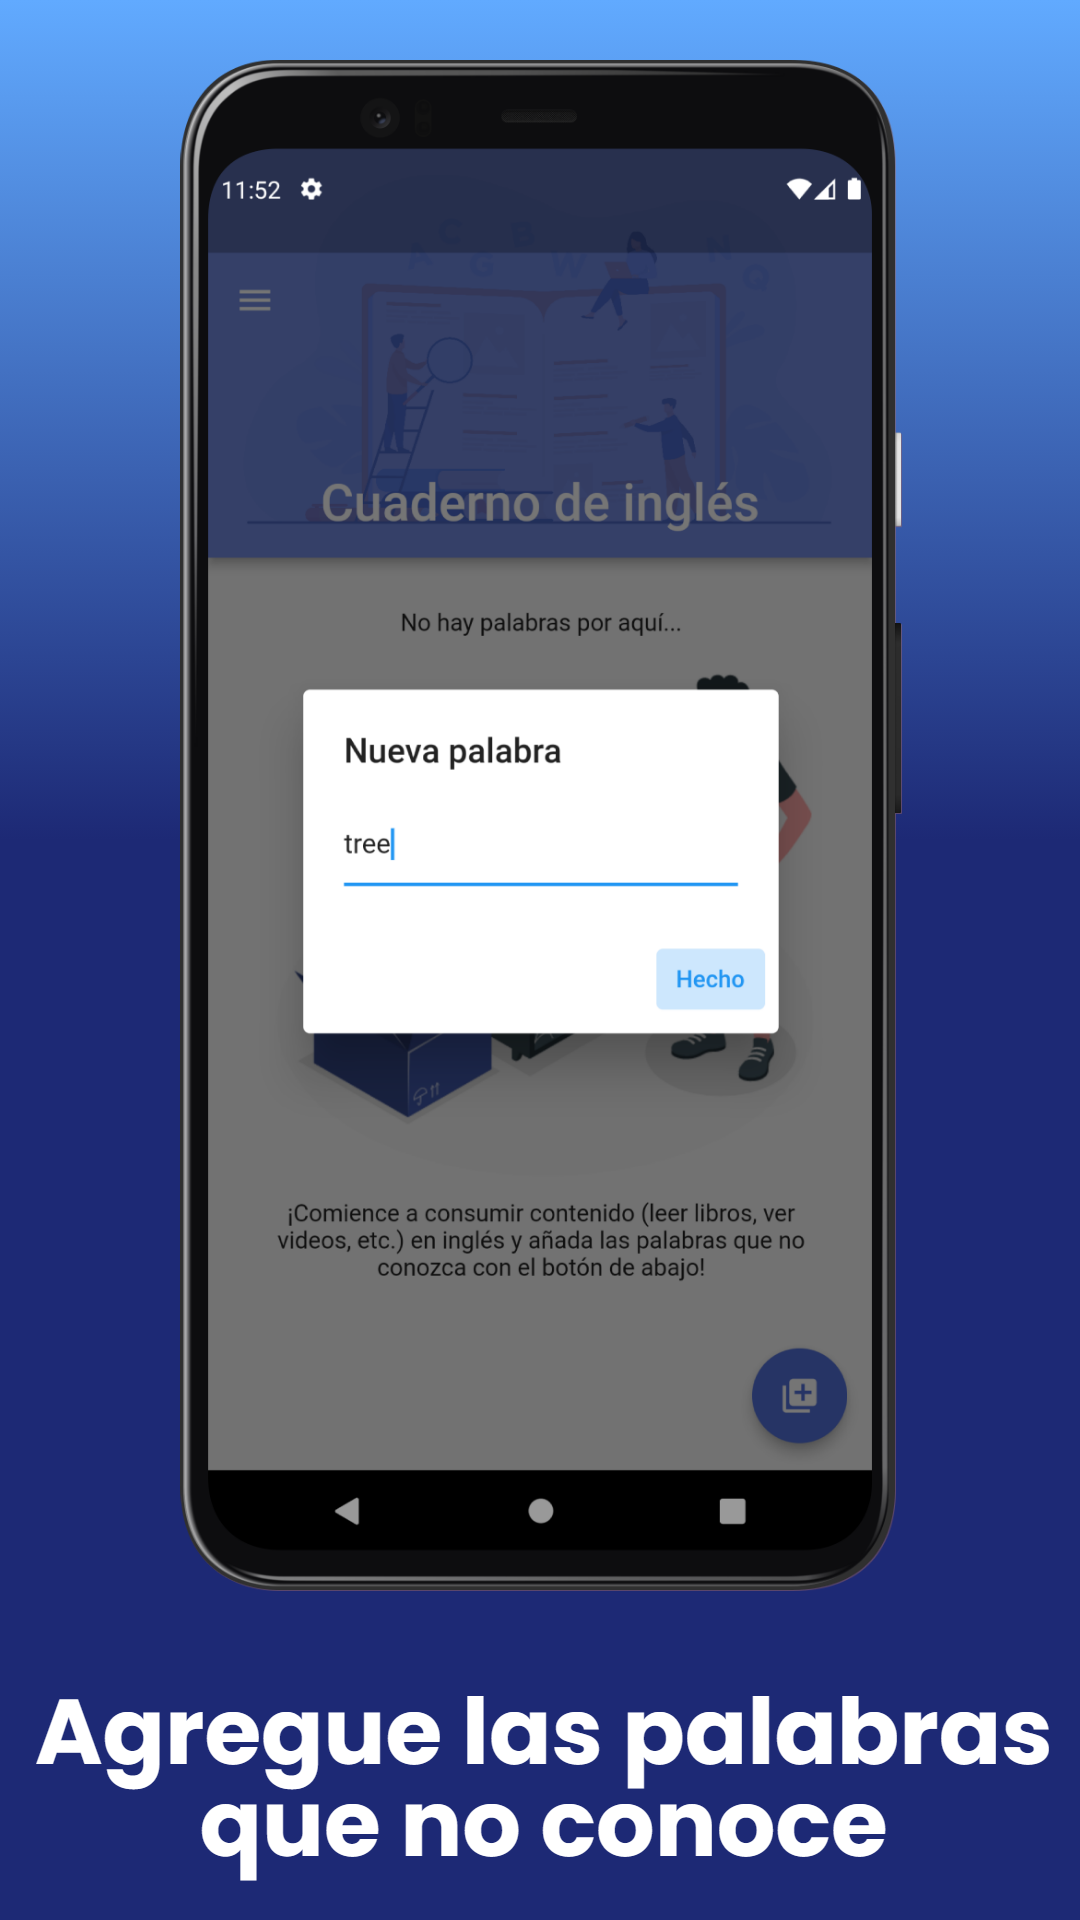 11:52
A C G B W N Q
Cuaderno de inglés
No hay palabras por aquí...
Nueva palabra
tree
Hecho
¡Comience a consumir contenido (leer libros, ver
videos, etc.) en inglés y añada las palabras que no
conozca con el botón de abajo!
Agregue las palabras
que no conoce